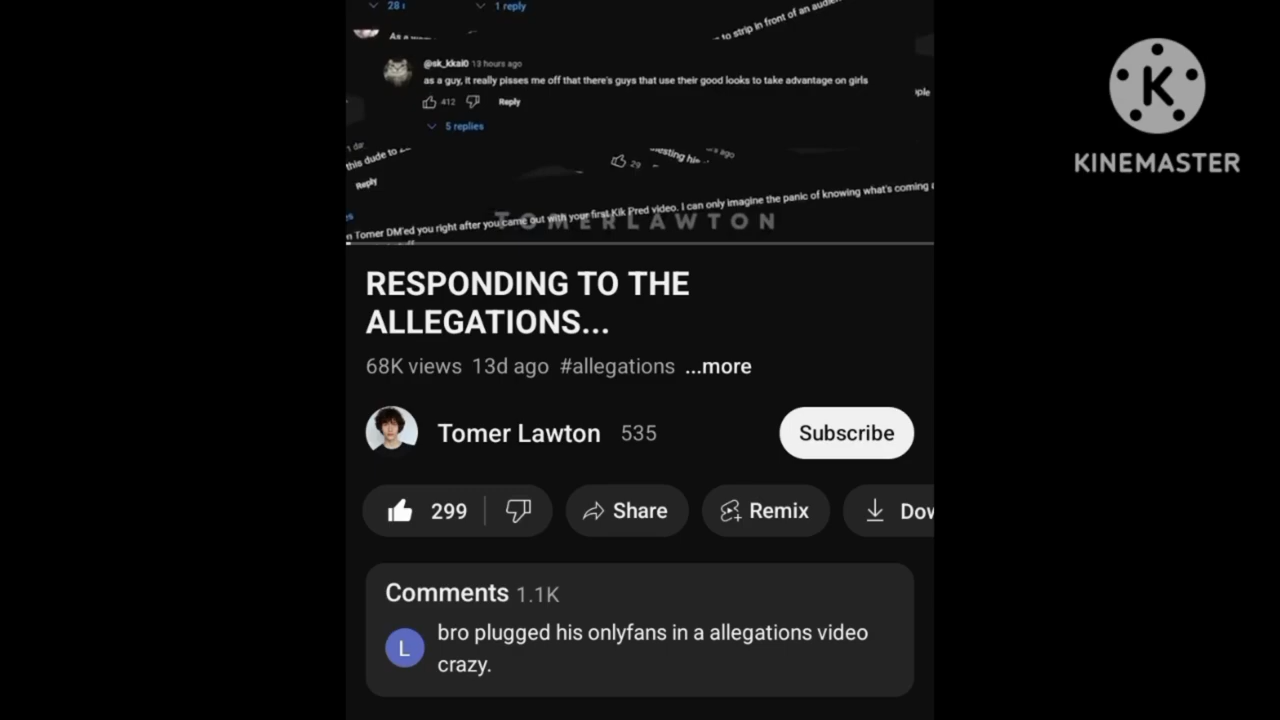 28
1 reply
to strip in front of an
@sk_kkai0 13 hours ago
as a guy, it really pisses me off that there's guys that use their good looks to take advantage on girls
412 Reply
5 replies
this dude to
29
ago
Reply
Tomer DM'ed you right after you came out with your first Kik Pred video. I can only imagine the panic of knowing what's coming
TOMER LAWTON
RESPONDING TO THE
ALLEGATIONS...
68K views 13d ago #allegations ...more
Tomer Lawton 535
Subscribe
299
Share
Remix
Dow
Comments 1.1K
L
bro plugged his onlyfans in a allegations video
crazy.
K
KINEMASTER